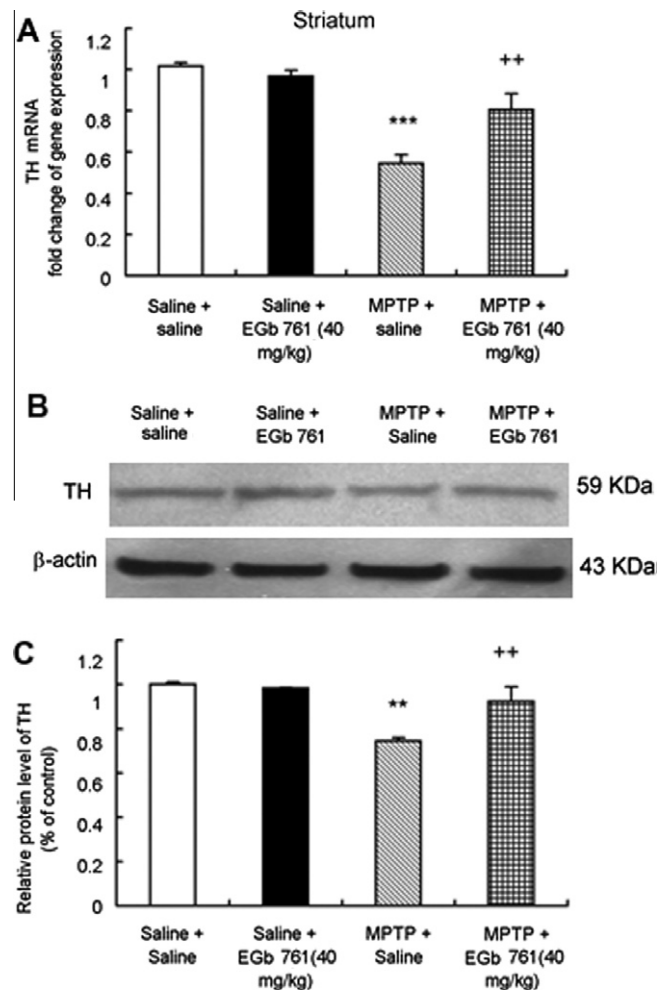 A
Striatum
1.2
1
0.8
0.6
0.4
0.2
0
TH mRNA
fold change of gene expression
***
++
Saline +
saline
Saline +
EGb 761 (40
mg/kg)
MPTP +
saline
MPTP +
EGb 761 (40
mg/kg)
B
Saline +
saline
Saline +
EGb 761
MPTP +
Saline
MPTP +
EGb 761
TH
59 KDa
β-actin
43 KDa
C
1.2
1
0.8
0.6
0.4
0.2
0
Relative protein level of TH
(% of control)
**
++
Saline +
Saline
Saline +
EGb 761(40
mg/kg)
MPTP +
Saline
MPTP +
EGb 761(40
mg/kg)